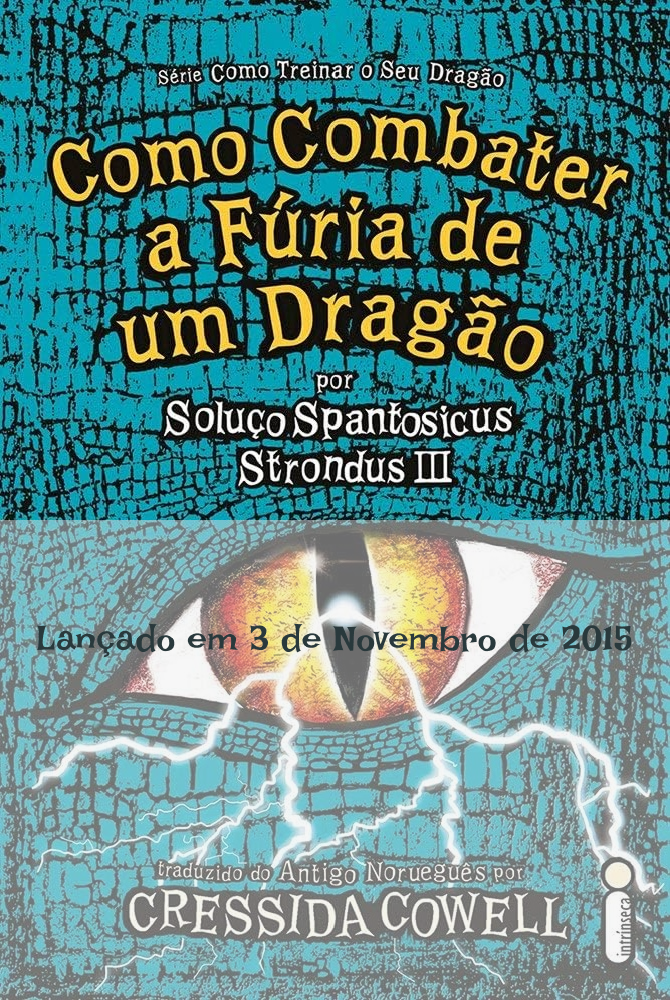 Série Como Treinar o Seu Dragão
Como Combater
a Fúria de
um Dragão
por
Soluço Spantosicus
Strondus III
Lançado em 3 de Novembro de 2015
traduzido do Antigo Norueguês por
CRESSIDA COWELL
intrínseca